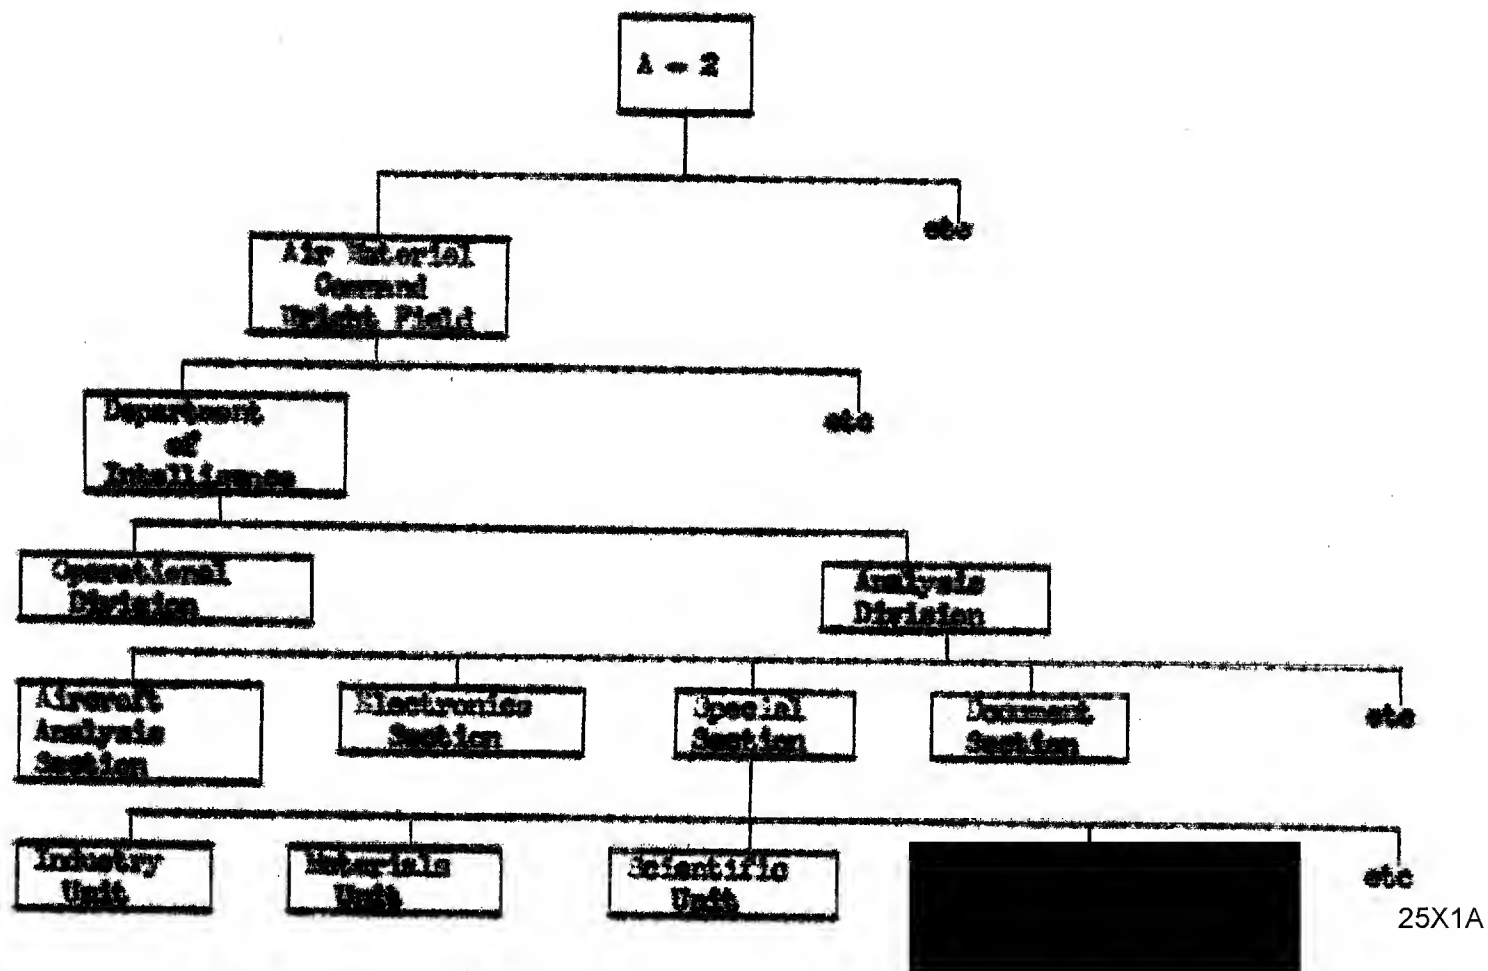 A - 2
etc
Air Materiel
Command
Wright Field
etc
Department
of
Intelligence
Operational
Division
Analysis
Division
Aircraft
Analysis
Section
Electronics
Section
Special
Section
Document
Section
etc
Industry
Unit
Materials
Unit
Scientific
Unit
etc
25X1A